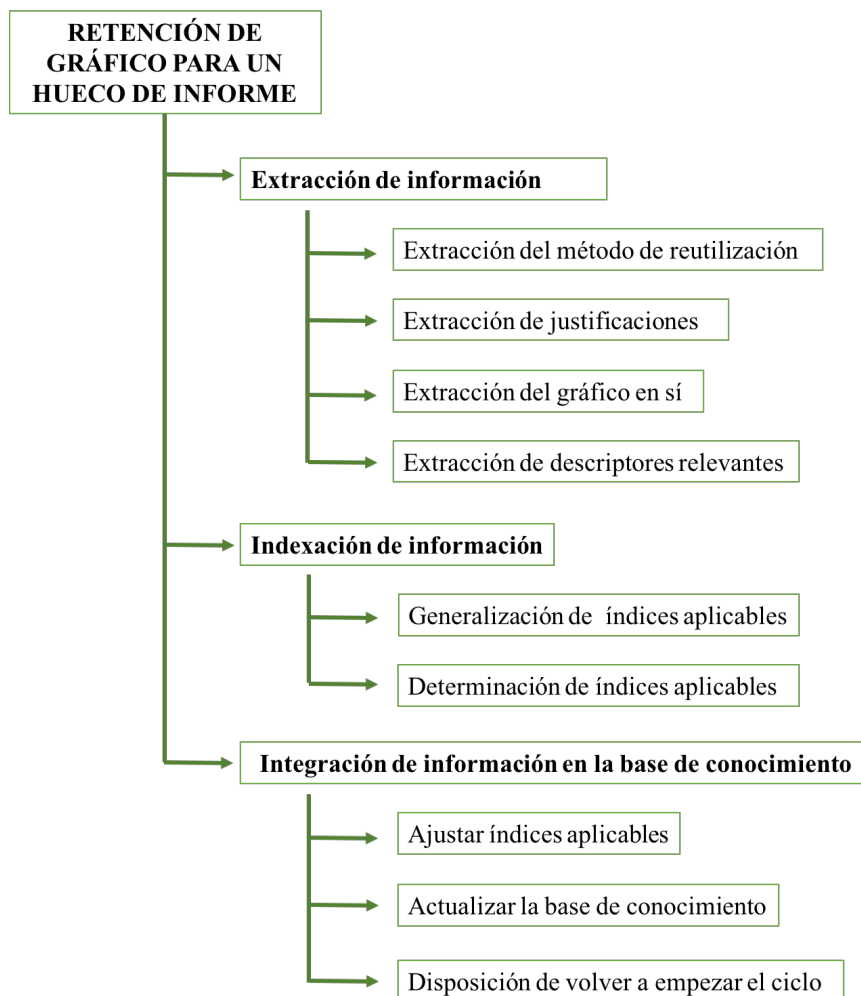 RETENCIÓN DE
GRÁFICO PARA UN
HUECO DE INFORME
Extracción de información
Extracción del método de reutilización
Extracción de justificaciones
Extracción del gráfico en sí
Extracción de descriptores relevantes
Indexación de información
Generalización de índices aplicables
Determinación de índices aplicables
Integración de información en la base de conocimiento
Ajustar índices aplicables
Actualizar la base de conocimiento
Disposición de volver a empezar el ciclo